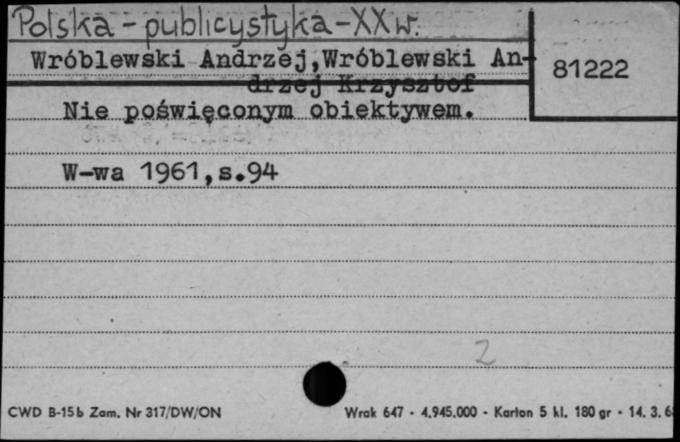 Polska - publicystyka - XX w.
Wróblewski Andrzej,Wróblewski An-
drzej Krzysztof
81222
Nie poświęconym obiektywem.
W-wa 1961,s.94
2
CWD B-15b Zam. Nr 317/DW/ON
Wrak 647 - 4.945.000 - Karton 5 kl. 180 gr - 14. 3. 6